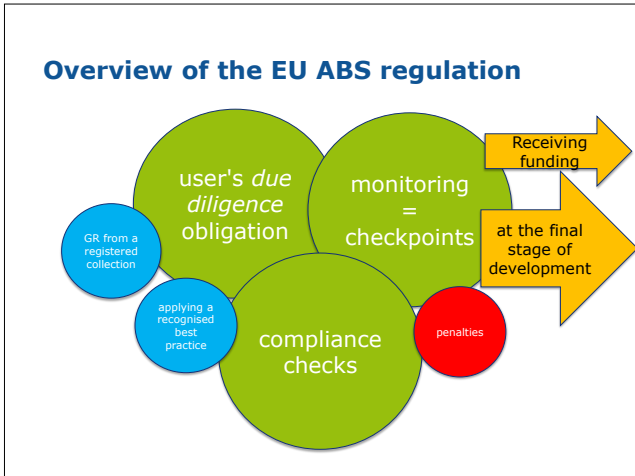 Overview of the EU ABS regulation
Receiving
funding
user's due
diligence
obligation
monitoring
=
checkpoints
at the final
stage of
development
GR from a
registered
collection
applying a
recognised
best
practice
compliance
checks
penalties